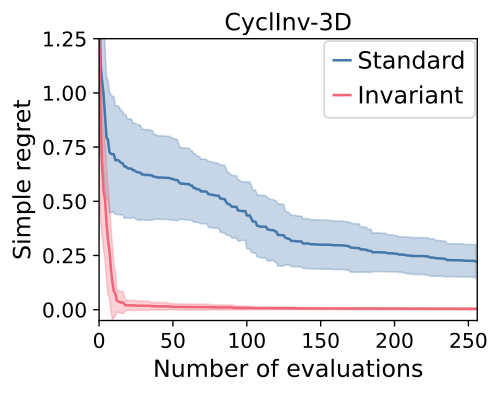 CyclInv-3D
1.25
1.00
0.75
0.50
0.25
0.00
Simple regret
Standard
Invariant
0 50 100 150 200 250
Number of evaluations